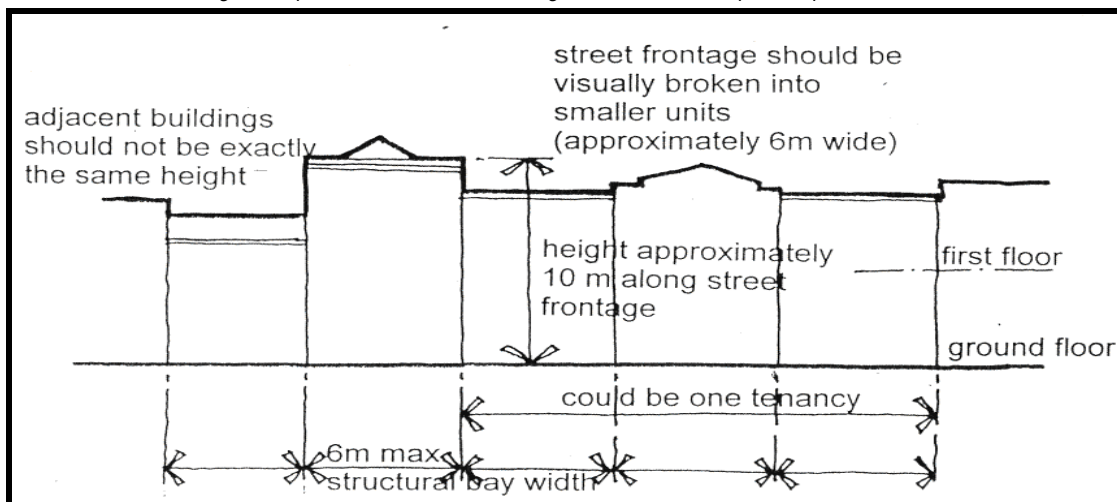 adjacent buildings
should not be exactly
the same height
street frontage should be
visually broken into
smaller units
(approximately 6m wide)
height approximately
10 m along street
frontage
first floor
ground floor
could be one tenancy
6m max
structural bay width